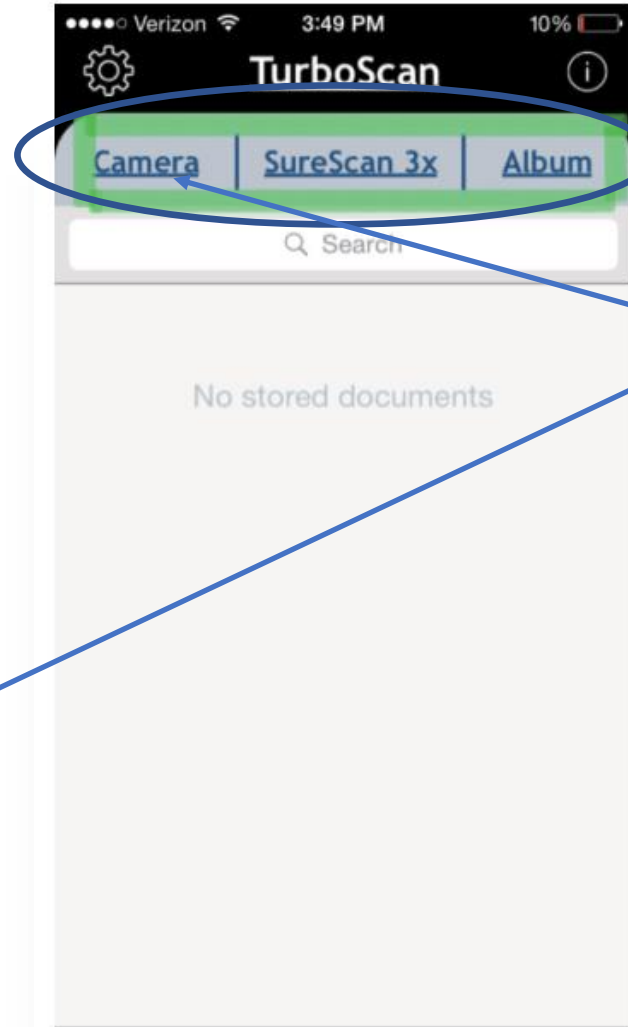 Verizon 3:49 PM 10%
TurboScan
Camera SureScan 3x Album
Search
No stored documents